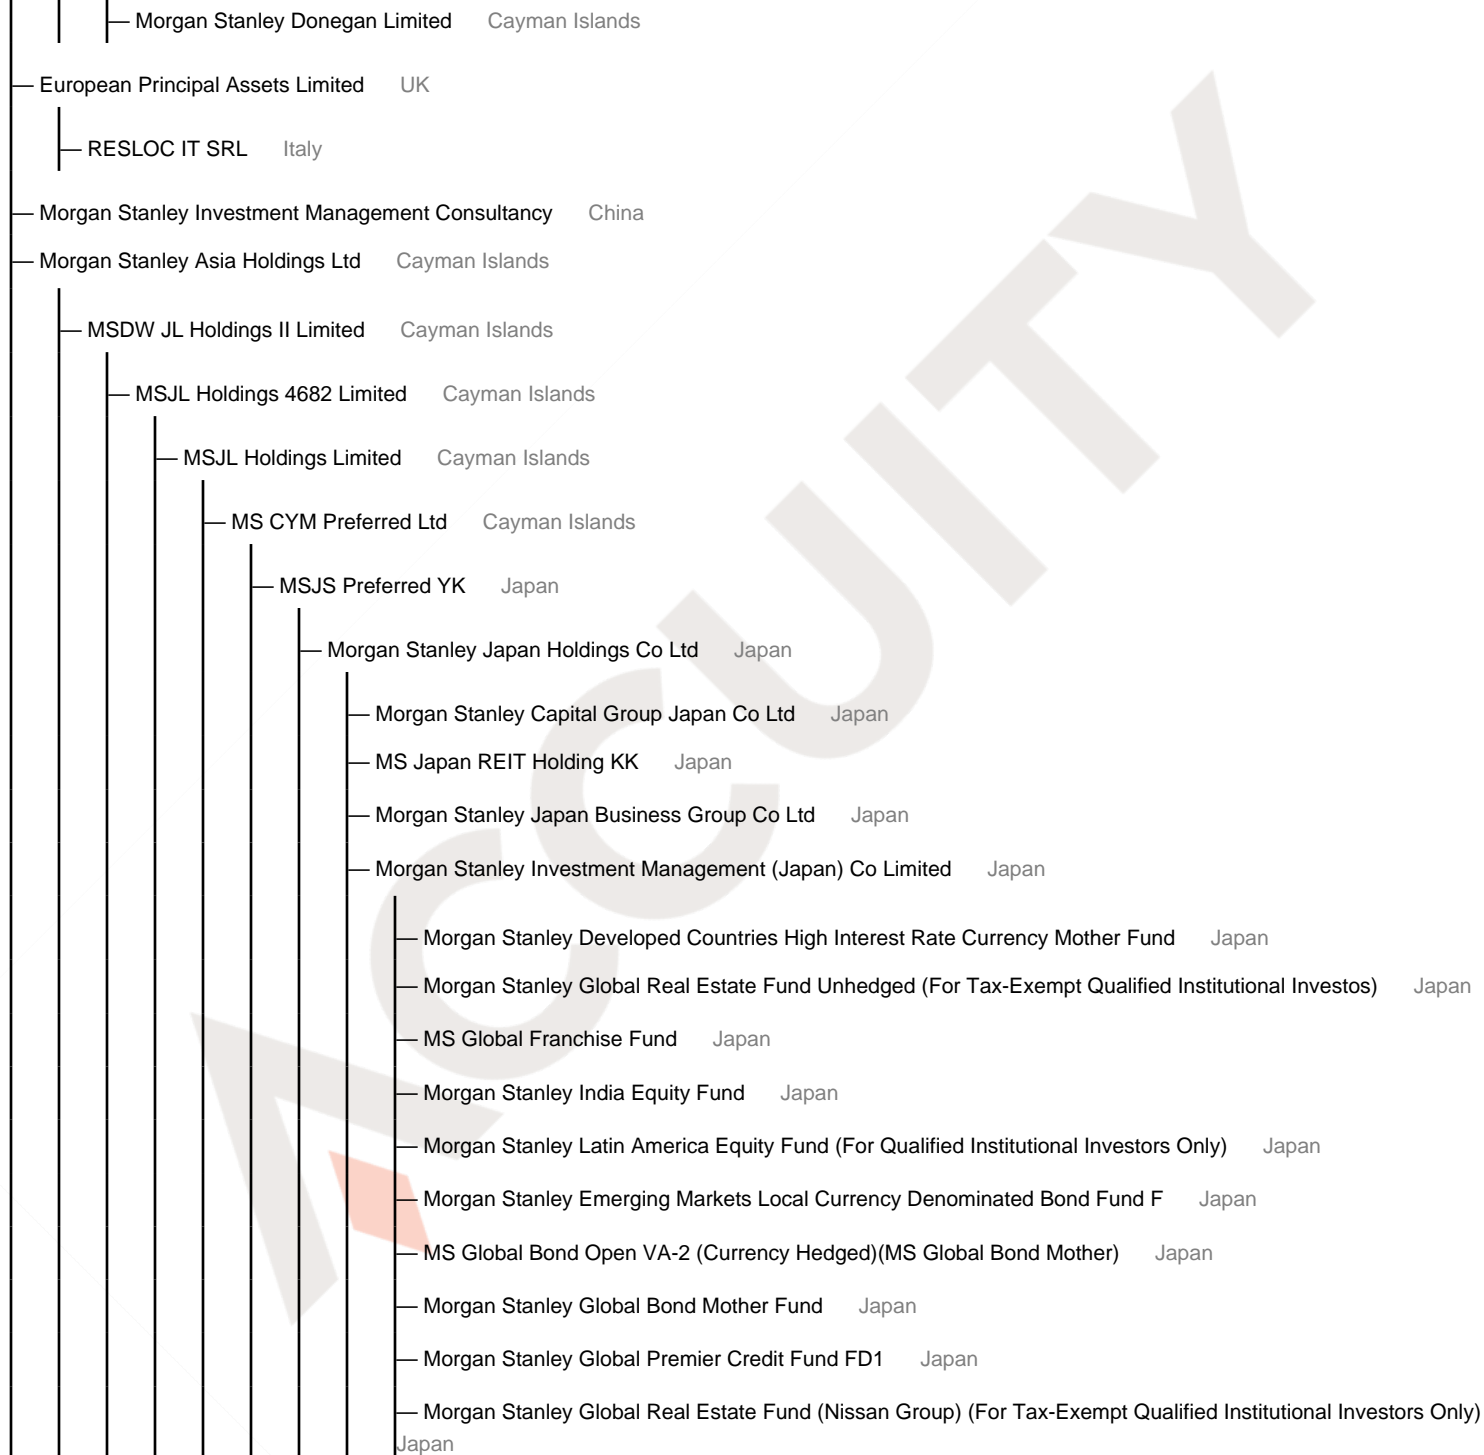 Morgan Stanley Donegan Limited Cayman Islands
European Principal Assets Limited UK
RESLOC IT SRL Italy
Morgan Stanley Investment Management Consultancy China
Morgan Stanley Asia Holdings Ltd Cayman Islands
MSDW JL Holdings II Limited Cayman Islands
MSJL Holdings 4682 Limited Cayman Islands
MSJL Holdings Limited Cayman Islands
MS CYM Preferred Ltd Cayman Islands
MSJS Preferred YK Japan
Morgan Stanley Japan Holdings Co Ltd Japan
Morgan Stanley Capital Group Japan Co Ltd Japan
MS Japan REIT Holding KK Japan
Morgan Stanley Japan Business Group Co Ltd Japan
Morgan Stanley Investment Management (Japan) Co Limited Japan
Morgan Stanley Developed Countries High Interest Rate Currency Mother Fund Japan
Morgan Stanley Global Real Estate Fund Unhedged (For Tax-Exempt Qualified Institutional Investos) Japan
MS Global Franchise Fund Japan
Morgan Stanley India Equity Fund Japan
Morgan Stanley Latin America Equity Fund (For Qualified Institutional Investors Only) Japan
Morgan Stanley Emerging Markets Local Currency Denominated Bond Fund F Japan
MS Global Bond Open VA-2 (Currency Hedged)(MS Global Bond Mother) Japan
Morgan Stanley Global Bond Mother Fund Japan
Morgan Stanley Global Premier Credit Fund FD1 Japan
Morgan Stanley Global Real Estate Fund (Nissan Group) (For Tax-Exempt Qualified Institutional Investors Only)
Japan
ACCUITY